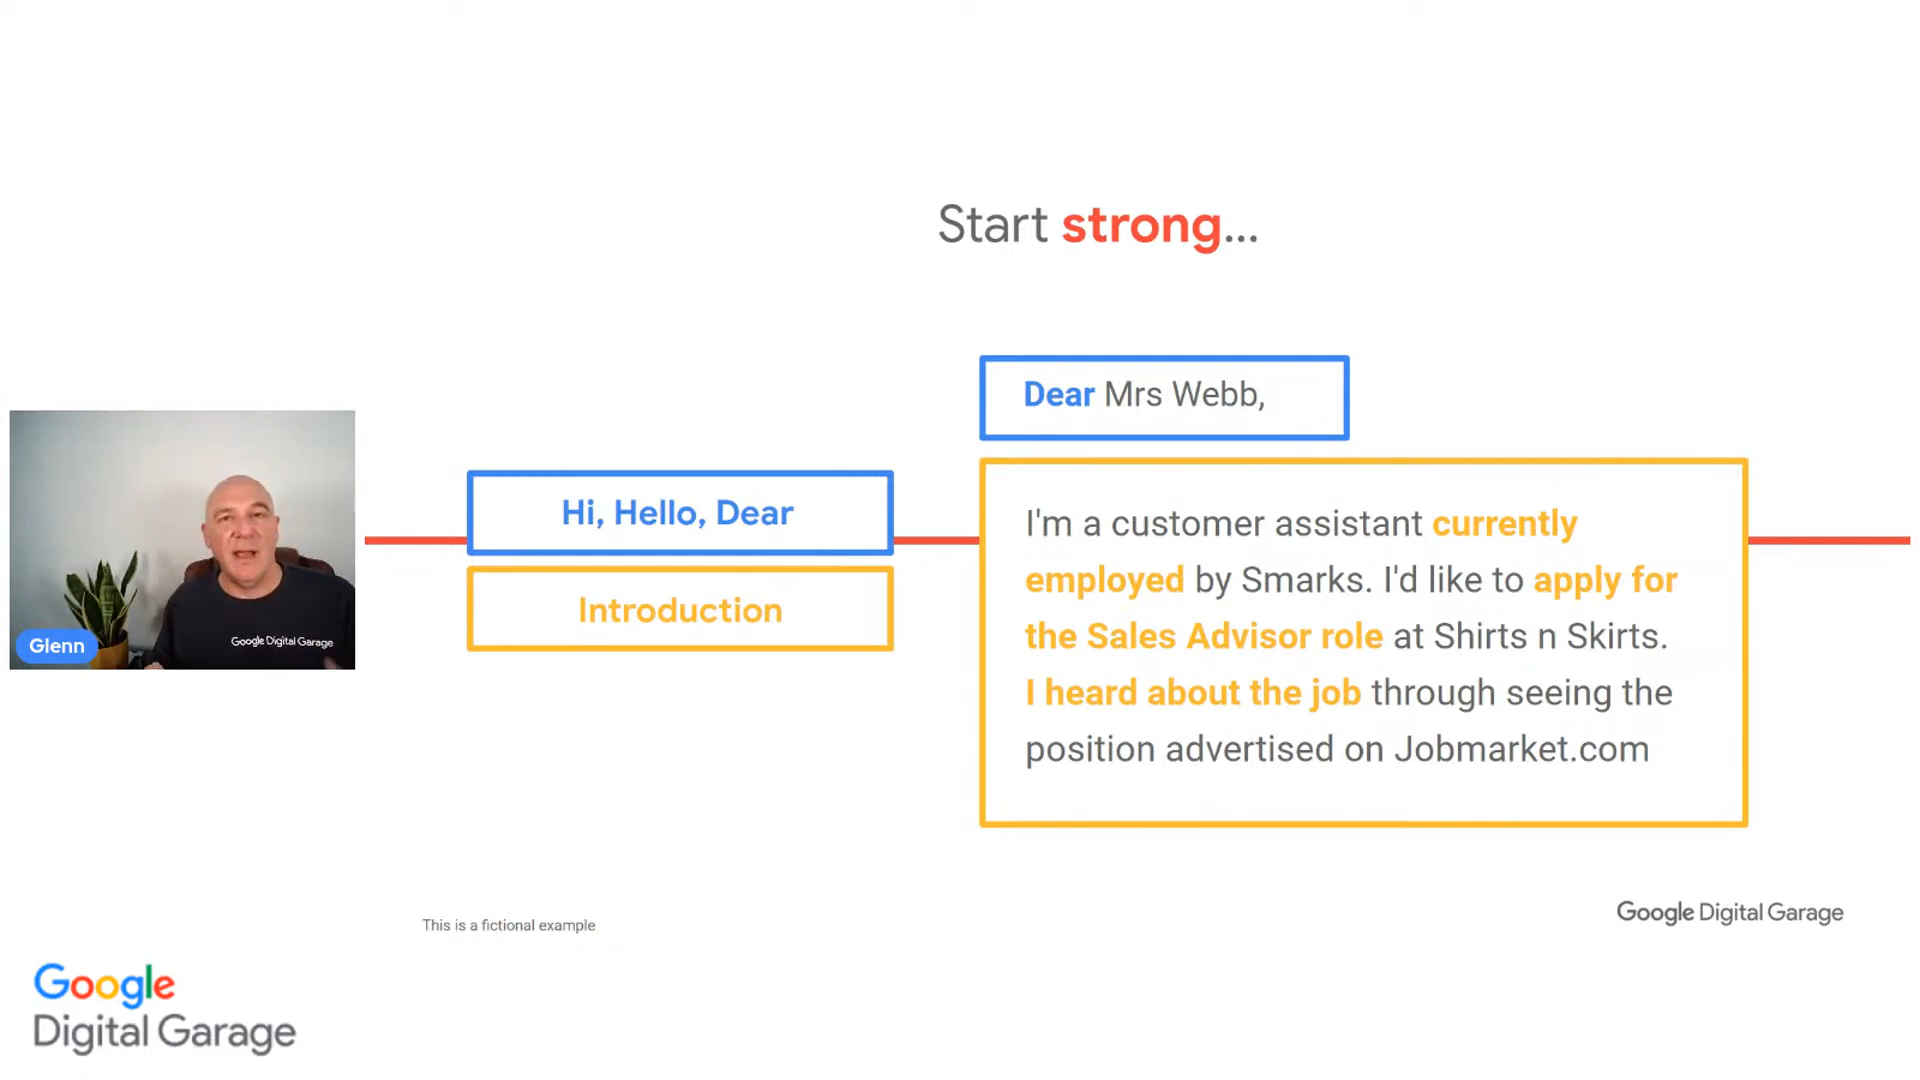 Start strong...
Dear Mrs Webb,
Hi, Hello, Dear
Introduction
I'm a customer assistant currently
employed by Smarks. I'd like to apply for
the Sales Advisor role at Shirts n Skirts.
I heard about the job through seeing the
position advertised on Jobmarket.com
Google Digital Garage
Glenn
This is a fictional example
Google Digital Garage
Google
Digital Garage